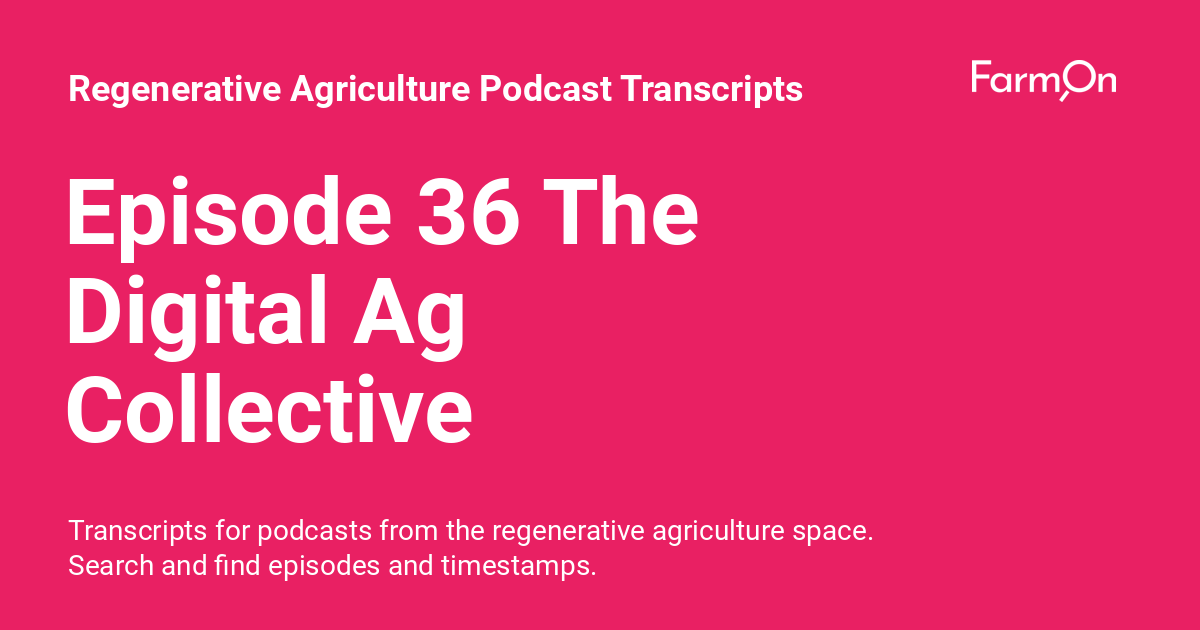 Regenerative Agriculture Podcast Transcripts
FarmOn
Episode 36 The
Digital Ag
Collective
Transcripts for podcasts from the regenerative agriculture space.
Search and find episodes and timestamps.